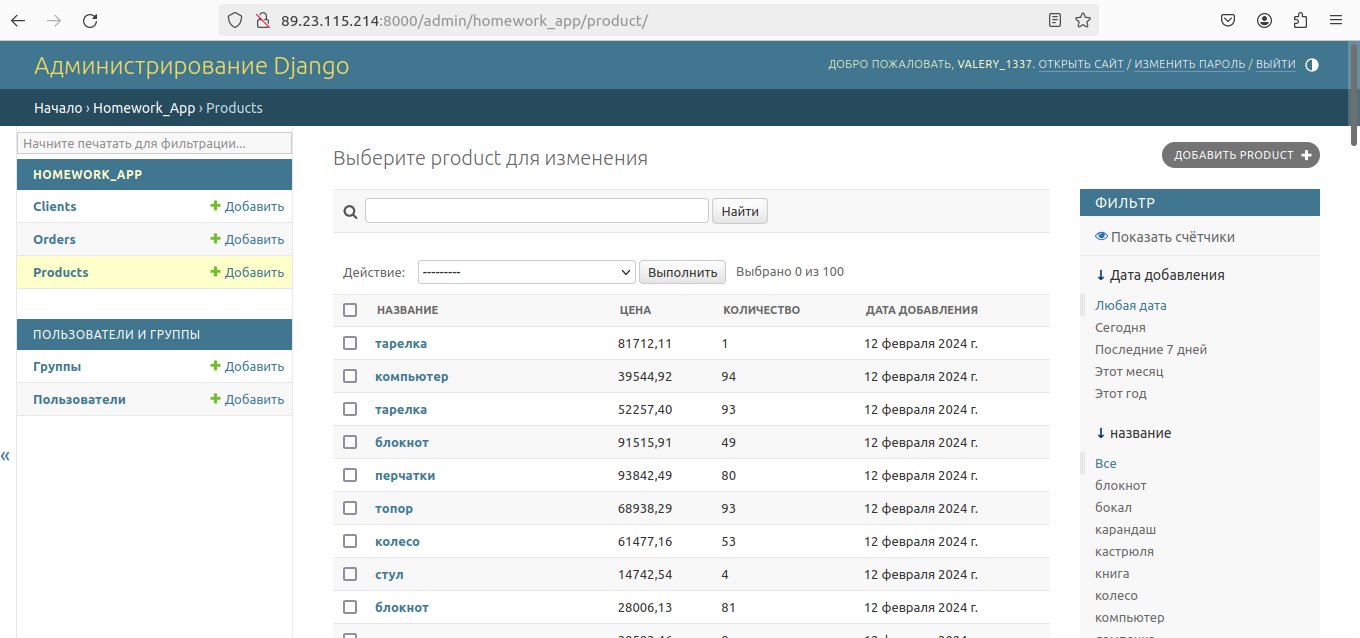 89.23.115.214:8000/admin/homework_app/product/
Администрирование Django
ДОБРО ПОЖАЛОВАТЬ, VALERY_1337. ОТКРЫТЬ САЙТ / ИЗМЕНИТЬ ПАРОЛЬ / ВЫЙТИ
Начало › Homework_App › Products
Начните печатать для фильтрации...
HOMEWORK_APP
Clients + Добавить
Orders + Добавить
Products + Добавить
ПОЛЬЗОВАТЕЛИ И ГРУППЫ
Группы + Добавить
Пользователи + Добавить
«
Выберите product для изменения
ДОБАВИТЬ PRODUCT +
Найти
Действие: --------- Выполнить Выбрано 0 из 100
НАЗВАНИЕ ЦЕНА КОЛИЧЕСТВО ДАТА ДОБАВЛЕНИЯ
тарелка 81712,11 1 12 февраля 2024 г.
компьютер 39544,92 94 12 февраля 2024 г.
тарелка 52257,40 93 12 февраля 2024 г.
блокнот 91515,91 49 12 февраля 2024 г.
перчатки 93842,49 80 12 февраля 2024 г.
топор 68938,29 93 12 февраля 2024 г.
колесо 61477,16 53 12 февраля 2024 г.
стул 14742,54 4 12 февраля 2024 г.
блокнот 28006,13 81 12 февраля 2024 г.
ФИЛЬТР
Показать счётчики
↓ Дата добавления
Любая дата
Сегодня
Последние 7 дней
Этот месяц
Этот год
↓ название
Все
блокнот
бокал
карандаш
кастрюля
книга
колесо
компьютер